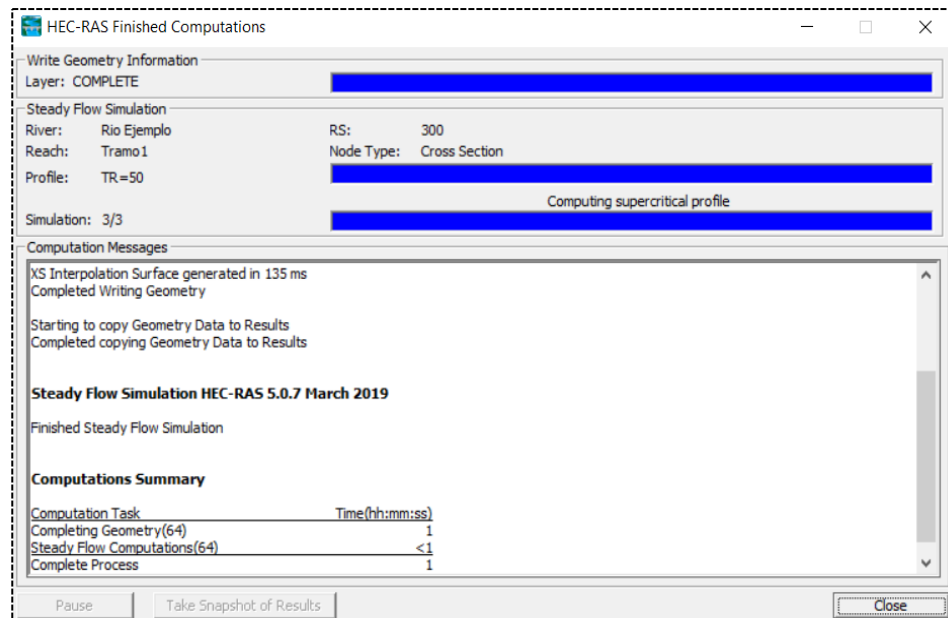 HEC-RAS Finished Computations
Write Geometry Information
Layer: COMPLETE
Steady Flow Simulation
River: Rio Ejemplo RS: 300
Reach: Tramo1 Node Type: Cross Section
Profile: TR=50
Computing supercritical profile
Simulation: 3/3
Computation Messages
XS Interpolation Surface generated in 135 ms
Completed Writing Geometry
Starting to copy Geometry Data to Results
Completed copying Geometry Data to Results
Steady Flow Simulation HEC-RAS 5.0.7 March 2019
Finished Steady Flow Simulation
Computations Summary
Computation Task Time(hh:mm:ss)
Completing Geometry(64) 1
Steady Flow Computations(64) <1
Complete Process 1
Pause Take Snapshot of Results Close